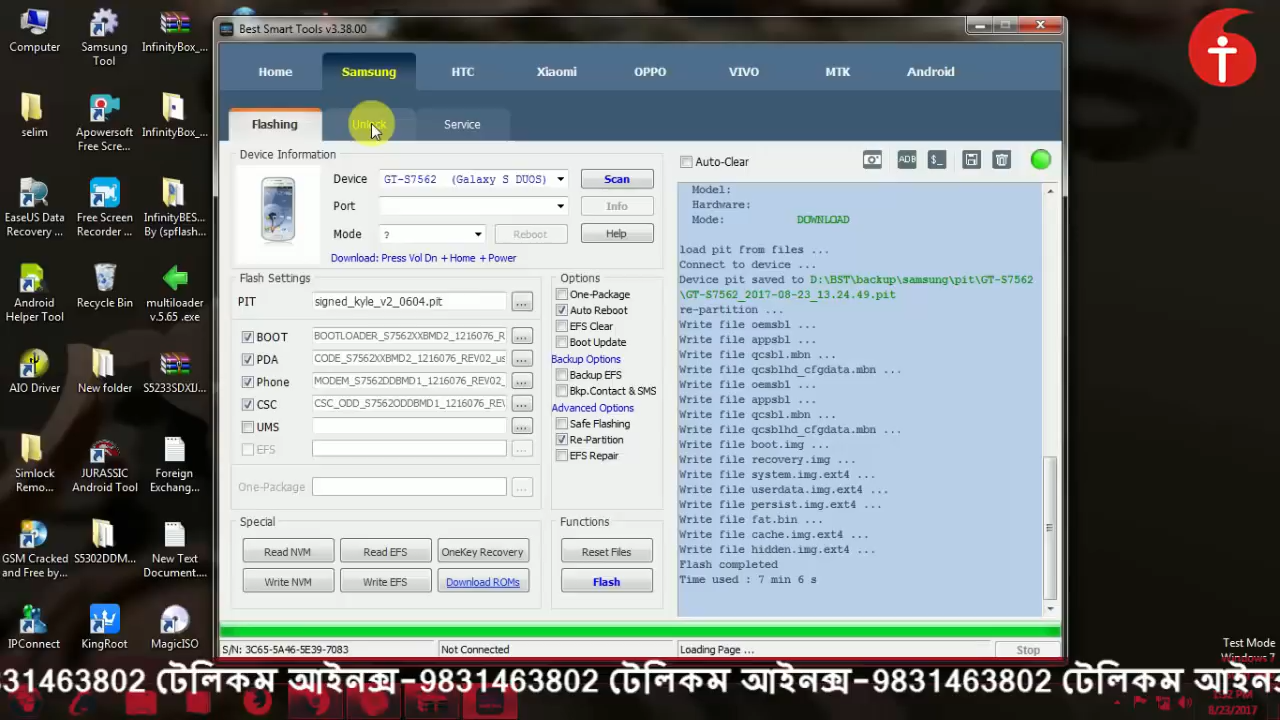 Computer
Samsung Tool
InfinityBox_...
selim
Apowersoft Free Scre...
InfinityBox_...
EaseUS Data Recovery ...
Free Screen Recorder ...
InfinityBES... By (spflash...
Android Helper Tool
Recycle Bin
multiloader v.5.65 .exe
AIO Driver
New folder
S5233SDXIJ...
Simlock Remo...
JURASSIC Android Tool
Foreign Exchang...
GSM Cracked and Free by...
S5302DDM...
New Text Document....
IPConnect
KingRoot
MagicISO
Best Smart Tools v3.38.00
Home Samsung HTC Xiaomi OPPO VIVO MTK Android
Flashing Unlock Service
Device Information
Device GT-S7562 (Galaxy S DUOS) Scan
Port Info
Mode ? Reboot Help
Download: Press Vol Dn + Home + Power
Flash Settings
PIT signed_kyle_v2_0604.pit ...
BOOT BOOTLOADER_S7562XXBMD2_1216076_R ...
PDA CODE_S7562XXBMD2_1216076_REV02_us ...
Phone MODEM_S7562DDBMD1_1216076_REV02_ ...
CSC CSC_ODD_S7562ODDBMD1_1216076_RE ...
UMS ...
EFS ...
One-Package ...
Options
One-Package
Auto Reboot
EFS Clear
Boot Update
Backup Options
Backup EFS
Bkp.Contact & SMS
Advanced Options
Safe Flashing
Re-Partition
EFS Repair
Special
Read NVM Read EFS OneKey Recovery
Write NVM Write EFS Download ROMs
Functions
Reset Files
Flash
Auto-Clear ADB $_
Model:
Hardware:
Mode: DOWNLOAD
load pit from files ...
Connect to device ...
Device pit saved to D:\BST\backup\samsung\pit\GT-S7562
\GT-S7562_2017-08-23_13.24.49.pit
re-partition ...
Write file oemsbl ...
Write file appsbl ...
Write file qcsbl.mbn ...
Write file qcsblhd_cfgdata.mbn ...
Write file oemsbl ...
Write file appsbl ...
Write file qcsbl.mbn ...
Write file qcsblhd_cfgdata.mbn ...
Write file boot.img ...
Write file recovery.img ...
Write file system.img.ext4 ...
Write file userdata.img.ext4 ...
Write file persist.img.ext4 ...
Write file fat.bin ...
Write file cache.img.ext4 ...
Write file hidden.img.ext4 ...
Flash completed
Time used : 7 min 6 s
S/N: 3C65-5A46-5E39-7083 Not Connected Loading Page ... Stop
Test Mode
Windows 7
831463802 টেলিকম আইনক্স-9831463802 টেলিকম আইনক্স-9831463802 টেলিকম আইনক্স
8/23/2017